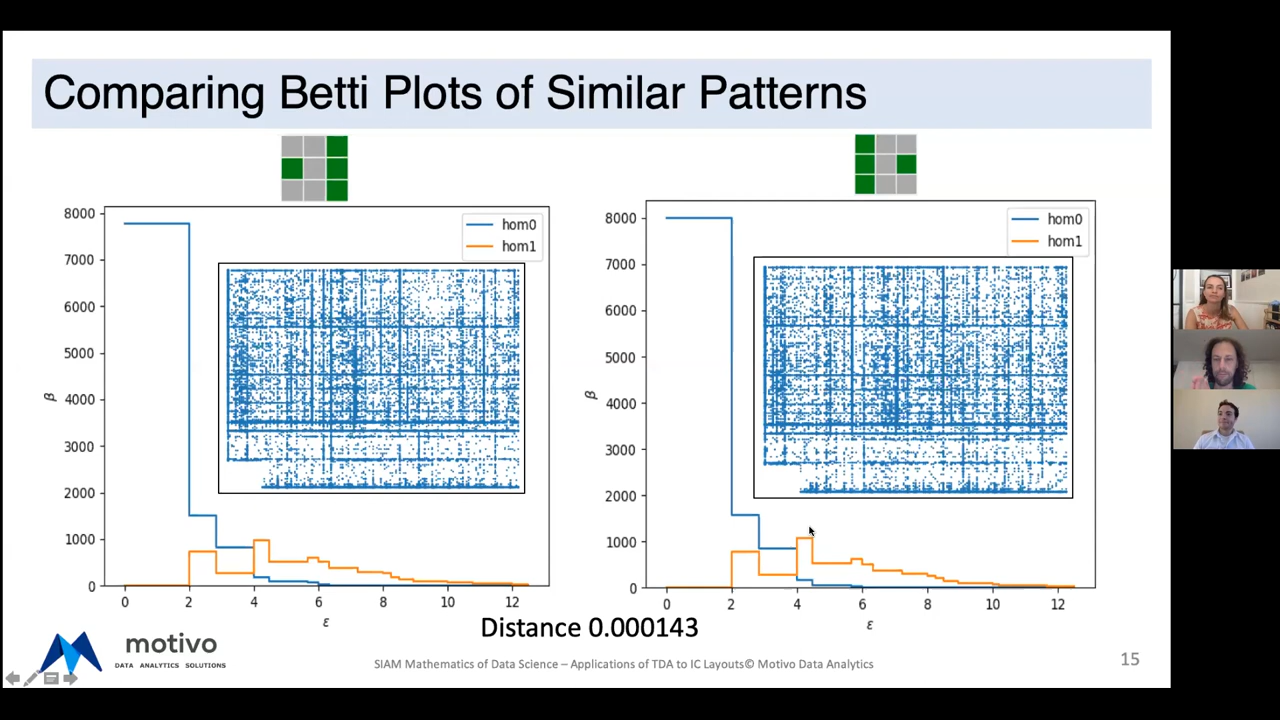 Comparing Betti Plots of Similar Patterns
8000
7000
6000
5000
4000
3000
2000
1000
0
β
hom0
hom1
0 2 4 6 8 10 12
ε
8000
7000
6000
5000
4000
3000
2000
1000
0
β
hom0
hom1
0 2 4 6 8 10 12
ε
Distance 0.000143
motivo
DATA ANALYTICS SOLUTIONS
SIAM Mathematics of Data Science – Applications of TDA to IC Layouts© Motivo Data Analytics
15